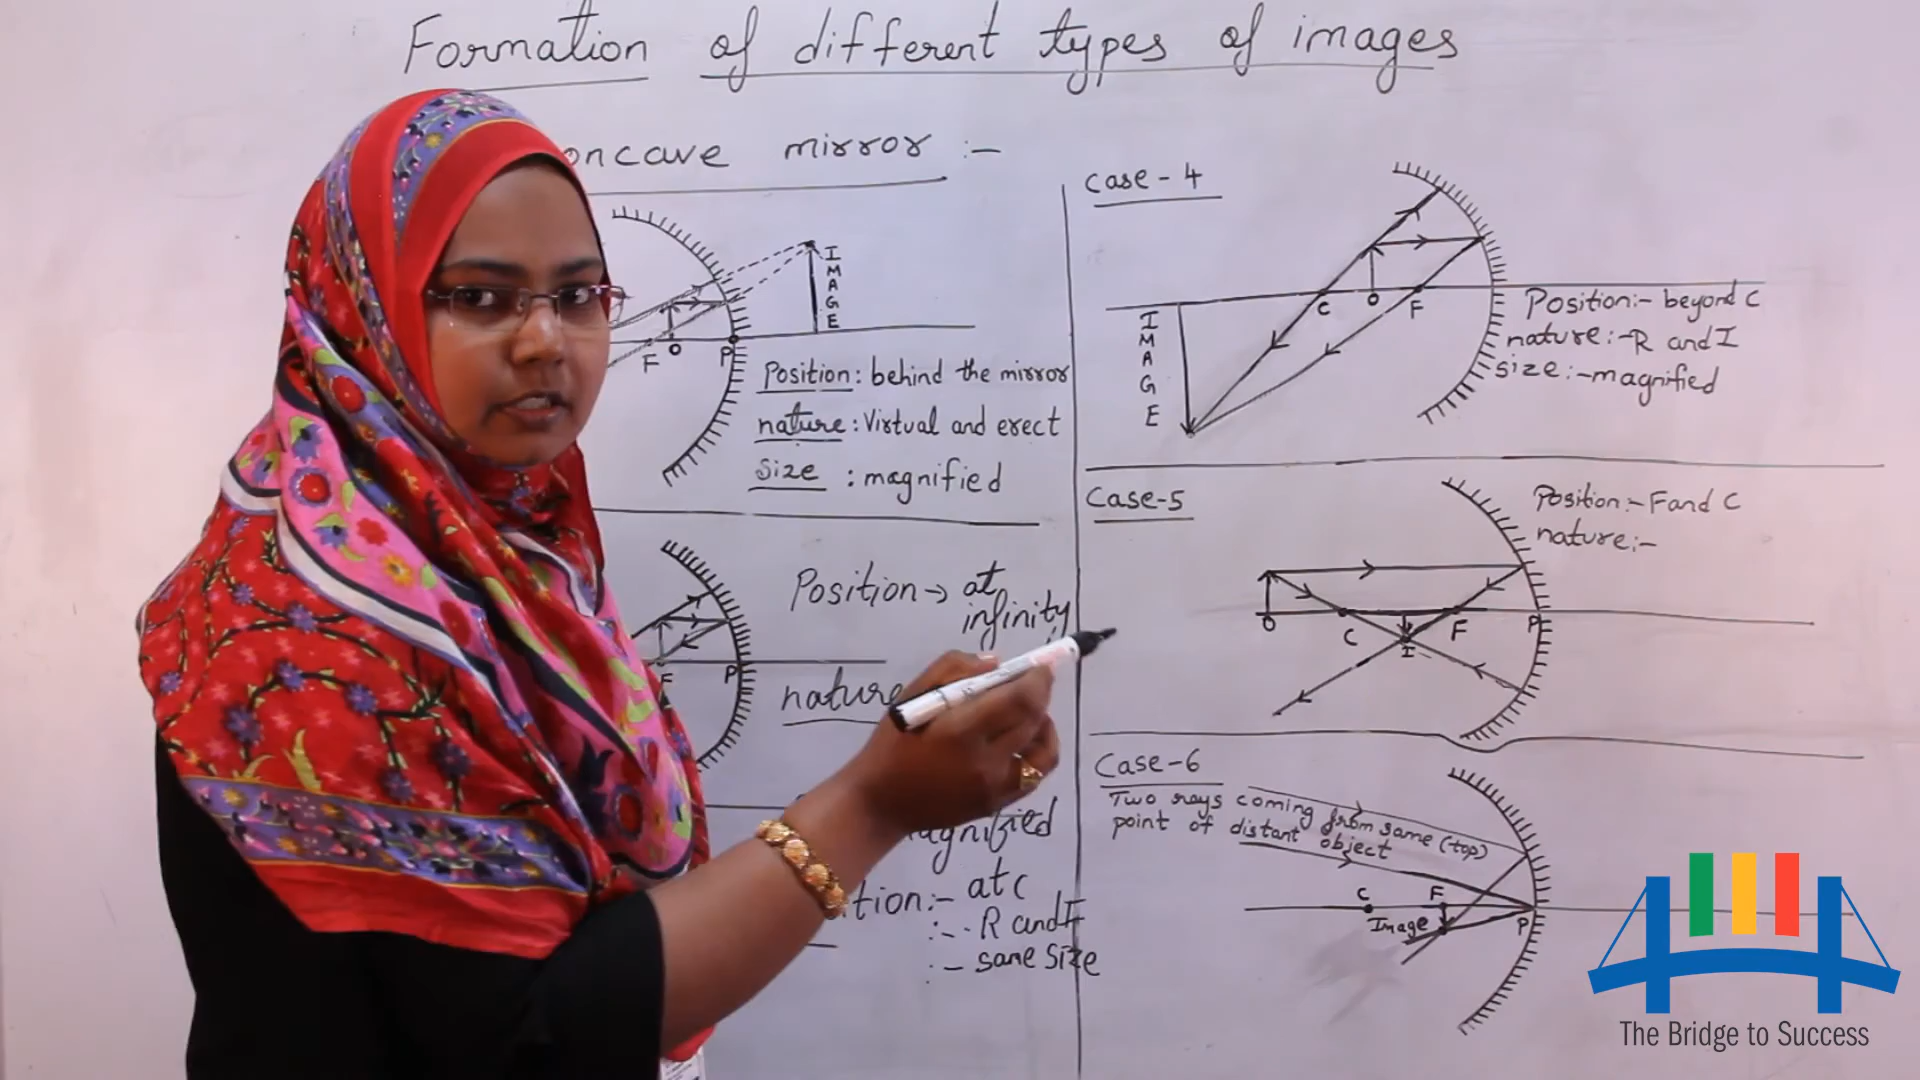 Formation of different types of images
oncave mirror :-
I
M
A
G
E
F O P
Position: behind the mirror
nature: Virtual and erect
Size : magnified
Position → at
infinity
F P
nature
agnified
ition:- at C
:- R and I
:- same size
Case-4
C O F
I
M
A
G
E
Position:- beyond C
nature:- R and I
size:- magnified
Case-5
Position:- F and C
nature:-
O C I F P
Case-6
Two rays coming from same (top)
point of distant object
C F
Image P
The Bridge to Success